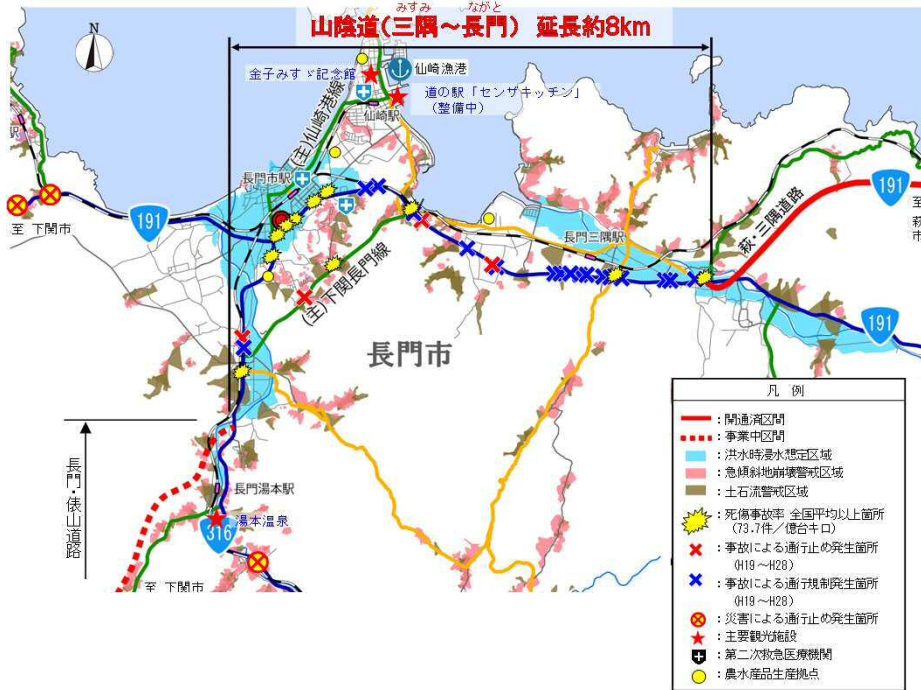 みすみ ながと
山陰道(三隅～長門) 延長約8km
N
金子みすゞ記念館
仙崎漁港
道の駅「センザキッチン」
(整備中)
仙崎駅
(主)仙崎港線
長門市駅
191
至 下関市
長門三隅駅
萩・三隅道路
191
至
萩
市
(主)下関長門線
191
長門市
長門・俵山道路
長門湯本駅
湯本温泉
316
至 下関市
凡 例
:開通済区間
:事業中区間
:洪水時浸水想定区域
:急傾斜地崩壊警戒区域
:土石流警戒区域
:死傷事故率 全国平均以上箇所
(73.7件/億台キロ)
:事故による通行止め発生箇所
(H19～H28)
:事故による通行規制発生箇所
(H19～H28)
:災害による通行止め発生箇所
:主要観光施設
:第二次救急医療機関
:農水産品生産拠点